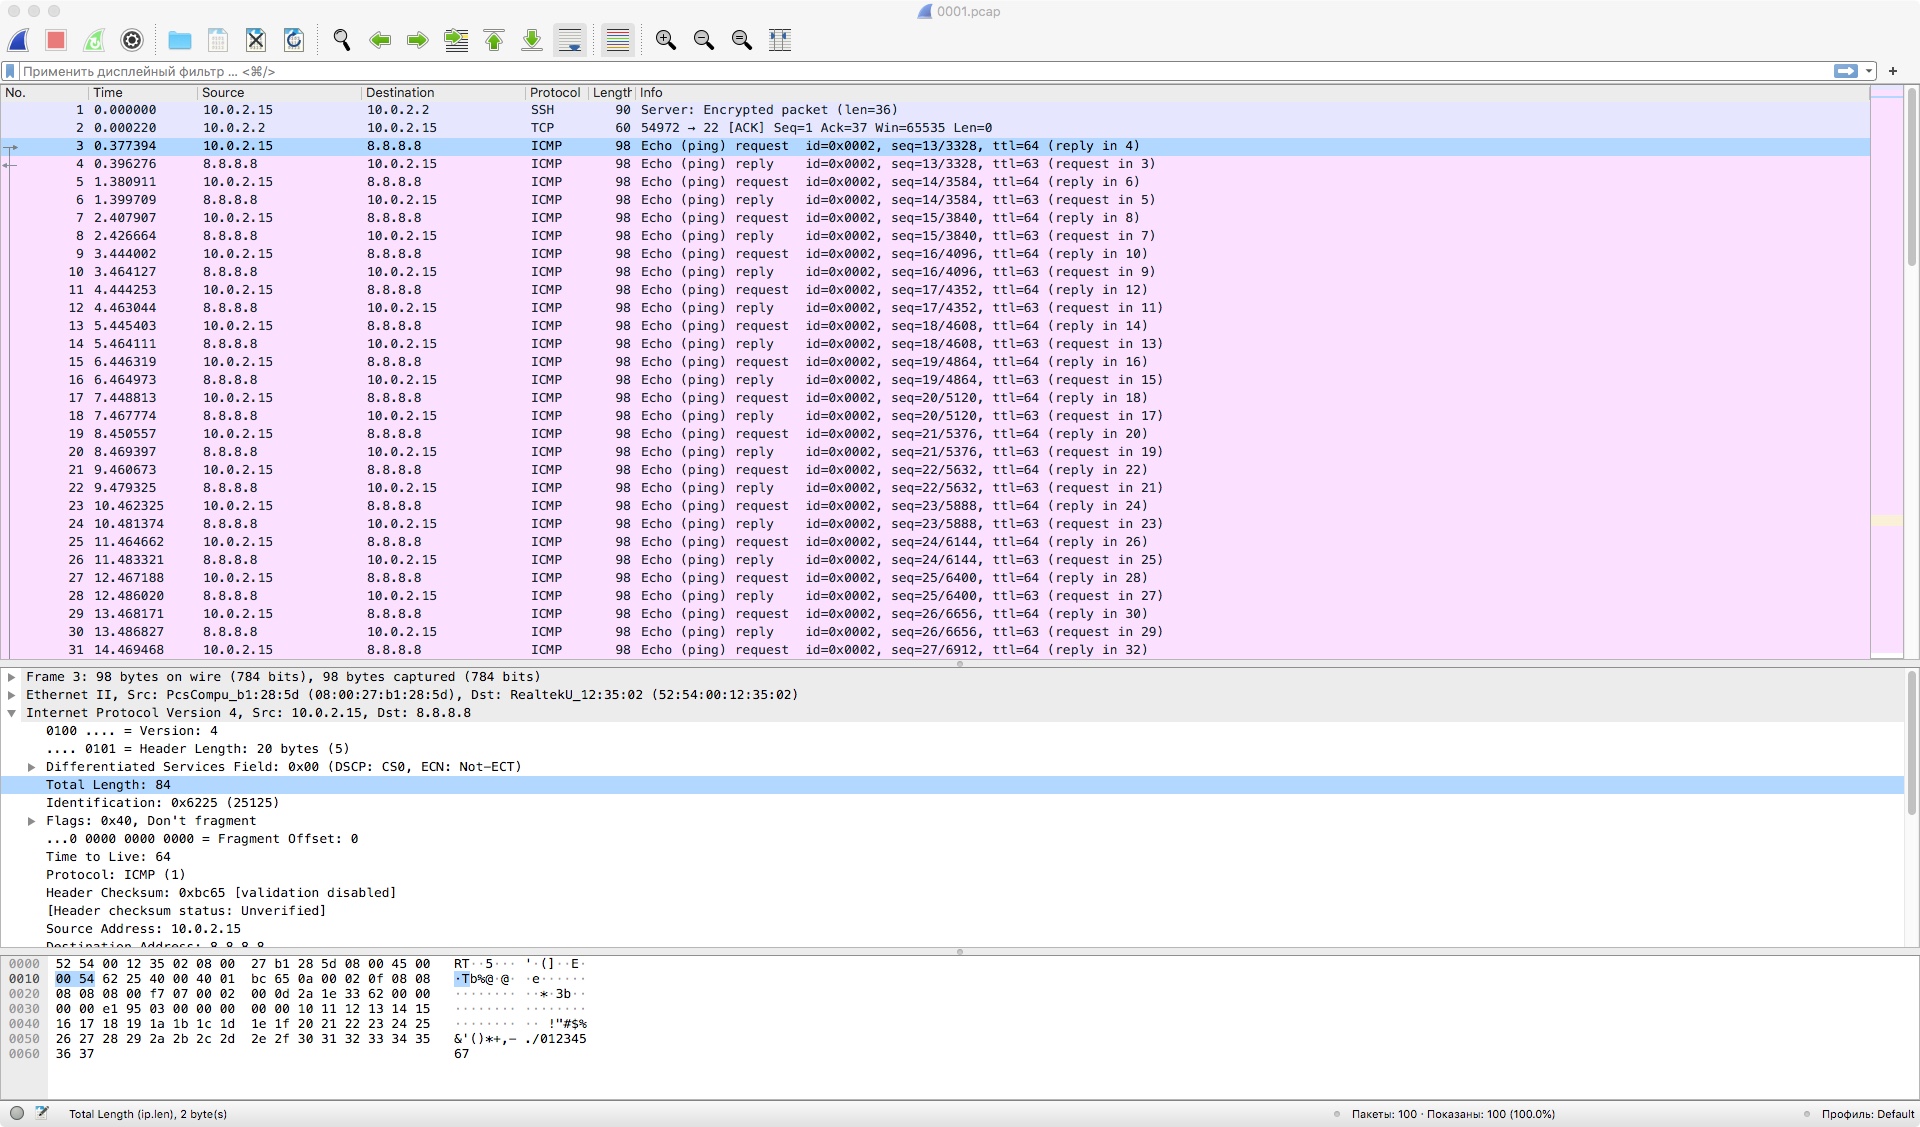 0001.pcap
Применить дисплейный фильтр … <⌘/>
No. Time Source Destination Protocol Length Info
1 0.000000 10.0.2.15 10.0.2.2 SSH 90 Server: Encrypted packet (len=36)
2 0.000220 10.0.2.2 10.0.2.15 TCP 60 54972 → 22 [ACK] Seq=1 Ack=37 Win=65535 Len=0
3 0.377394 10.0.2.15 8.8.8.8 ICMP 98 Echo (ping) request id=0x0002, seq=13/3328, ttl=64 (reply in 4)
4 0.396276 8.8.8.8 10.0.2.15 ICMP 98 Echo (ping) reply id=0x0002, seq=13/3328, ttl=63 (request in 3)
5 1.380911 10.0.2.15 8.8.8.8 ICMP 98 Echo (ping) request id=0x0002, seq=14/3584, ttl=64 (reply in 6)
6 1.399709 8.8.8.8 10.0.2.15 ICMP 98 Echo (ping) reply id=0x0002, seq=14/3584, ttl=63 (request in 5)
7 2.407907 10.0.2.15 8.8.8.8 ICMP 98 Echo (ping) request id=0x0002, seq=15/3840, ttl=64 (reply in 8)
8 2.426664 8.8.8.8 10.0.2.15 ICMP 98 Echo (ping) reply id=0x0002, seq=15/3840, ttl=63 (request in 7)
9 3.444002 10.0.2.15 8.8.8.8 ICMP 98 Echo (ping) request id=0x0002, seq=16/4096, ttl=64 (reply in 10)
10 3.464127 8.8.8.8 10.0.2.15 ICMP 98 Echo (ping) reply id=0x0002, seq=16/4096, ttl=63 (request in 9)
11 4.444253 10.0.2.15 8.8.8.8 ICMP 98 Echo (ping) request id=0x0002, seq=17/4352, ttl=64 (reply in 12)
12 4.463044 8.8.8.8 10.0.2.15 ICMP 98 Echo (ping) reply id=0x0002, seq=17/4352, ttl=63 (request in 11)
13 5.445403 10.0.2.15 8.8.8.8 ICMP 98 Echo (ping) request id=0x0002, seq=18/4608, ttl=64 (reply in 14)
14 5.464111 8.8.8.8 10.0.2.15 ICMP 98 Echo (ping) reply id=0x0002, seq=18/4608, ttl=63 (request in 13)
15 6.446319 10.0.2.15 8.8.8.8 ICMP 98 Echo (ping) request id=0x0002, seq=19/4864, ttl=64 (reply in 16)
16 6.464973 8.8.8.8 10.0.2.15 ICMP 98 Echo (ping) reply id=0x0002, seq=19/4864, ttl=63 (request in 15)
17 7.448813 10.0.2.15 8.8.8.8 ICMP 98 Echo (ping) request id=0x0002, seq=20/5120, ttl=64 (reply in 18)
18 7.467774 8.8.8.8 10.0.2.15 ICMP 98 Echo (ping) reply id=0x0002, seq=20/5120, ttl=63 (request in 17)
19 8.450557 10.0.2.15 8.8.8.8 ICMP 98 Echo (ping) request id=0x0002, seq=21/5376, ttl=64 (reply in 20)
20 8.469397 8.8.8.8 10.0.2.15 ICMP 98 Echo (ping) reply id=0x0002, seq=21/5376, ttl=63 (request in 19)
21 9.460673 10.0.2.15 8.8.8.8 ICMP 98 Echo (ping) request id=0x0002, seq=22/5632, ttl=64 (reply in 22)
22 9.479325 8.8.8.8 10.0.2.15 ICMP 98 Echo (ping) reply id=0x0002, seq=22/5632, ttl=63 (request in 21)
23 10.462325 10.0.2.15 8.8.8.8 ICMP 98 Echo (ping) request id=0x0002, seq=23/5888, ttl=64 (reply in 24)
24 10.481374 8.8.8.8 10.0.2.15 ICMP 98 Echo (ping) reply id=0x0002, seq=23/5888, ttl=63 (request in 23)
25 11.464662 10.0.2.15 8.8.8.8 ICMP 98 Echo (ping) request id=0x0002, seq=24/6144, ttl=64 (reply in 26)
26 11.483321 8.8.8.8 10.0.2.15 ICMP 98 Echo (ping) reply id=0x0002, seq=24/6144, ttl=63 (request in 25)
27 12.467188 10.0.2.15 8.8.8.8 ICMP 98 Echo (ping) request id=0x0002, seq=25/6400, ttl=64 (reply in 28)
28 12.486020 8.8.8.8 10.0.2.15 ICMP 98 Echo (ping) reply id=0x0002, seq=25/6400, ttl=63 (request in 27)
29 13.468171 10.0.2.15 8.8.8.8 ICMP 98 Echo (ping) request id=0x0002, seq=26/6656, ttl=64 (reply in 30)
30 13.486827 8.8.8.8 10.0.2.15 ICMP 98 Echo (ping) reply id=0x0002, seq=26/6656, ttl=63 (request in 29)
31 14.469468 10.0.2.15 8.8.8.8 ICMP 98 Echo (ping) request id=0x0002, seq=27/6912, ttl=64 (reply in 32)
Frame 3: 98 bytes on wire (784 bits), 98 bytes captured (784 bits)
Ethernet II, Src: PcsCompu_b1:28:5d (08:00:27:b1:28:5d), Dst: RealtekU_12:35:02 (52:54:00:12:35:02)
Internet Protocol Version 4, Src: 10.0.2.15, Dst: 8.8.8.8
0100 .... = Version: 4
.... 0101 = Header Length: 20 bytes (5)
Differentiated Services Field: 0x00 (DSCP: CS0, ECN: Not-ECT)
Total Length: 84
Identification: 0x6225 (25125)
Flags: 0x40, Don't fragment
...0 0000 0000 0000 = Fragment Offset: 0
Time to Live: 64
Protocol: ICMP (1)
Header Checksum: 0xbc65 [validation disabled]
[Header checksum status: Unverified]
Source Address: 10.0.2.15
Destination Address: 8.8.8.8
0000 52 54 00 12 35 02 08 00 27 b1 28 5d 08 00 45 00 RT··5··· '·(]··E·
0010 00 54 62 25 40 00 40 01 bc 65 0a 00 02 0f 08 08 ·Tb%@·@· ·e······
0020 08 08 08 00 f7 07 00 02 00 0d 2a 1e 33 62 00 00 ········ ··*·3b··
0030 00 00 e1 95 03 00 00 00 00 00 10 11 12 13 14 15 ········ ········
0040 16 17 18 19 1a 1b 1c 1d 1e 1f 20 21 22 23 24 25 ········ ·· !"#$%
0050 26 27 28 29 2a 2b 2c 2d 2e 2f 30 31 32 33 34 35 &'()*+,- ./012345
0060 36 37 67
Total Length (ip.len), 2 byte(s) Пакеты: 100 · Показаны: 100 (100.0%) Профиль: Default